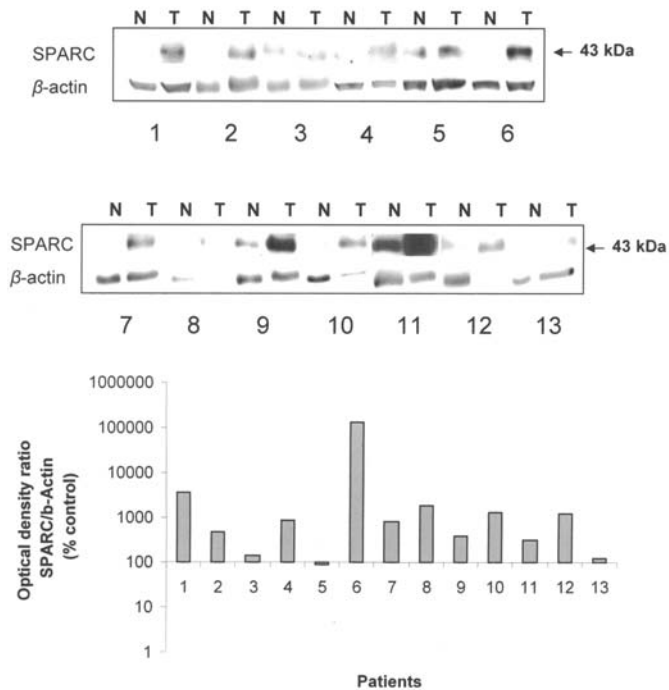 N T N T N T N T N T N T
SPARC ← 43 kDa
β-actin
1 2 3 4 5 6
N T N T N T N T N T N T N T
SPARC ← 43 kDa
β-actin
7 8 9 10 11 12 13
Optical density ratio
SPARC/b-Actin
(% control)
1000000
100000
10000
1000
100
10
1
1 2 3 4 5 6 7 8 9 10 11 12 13
Patients